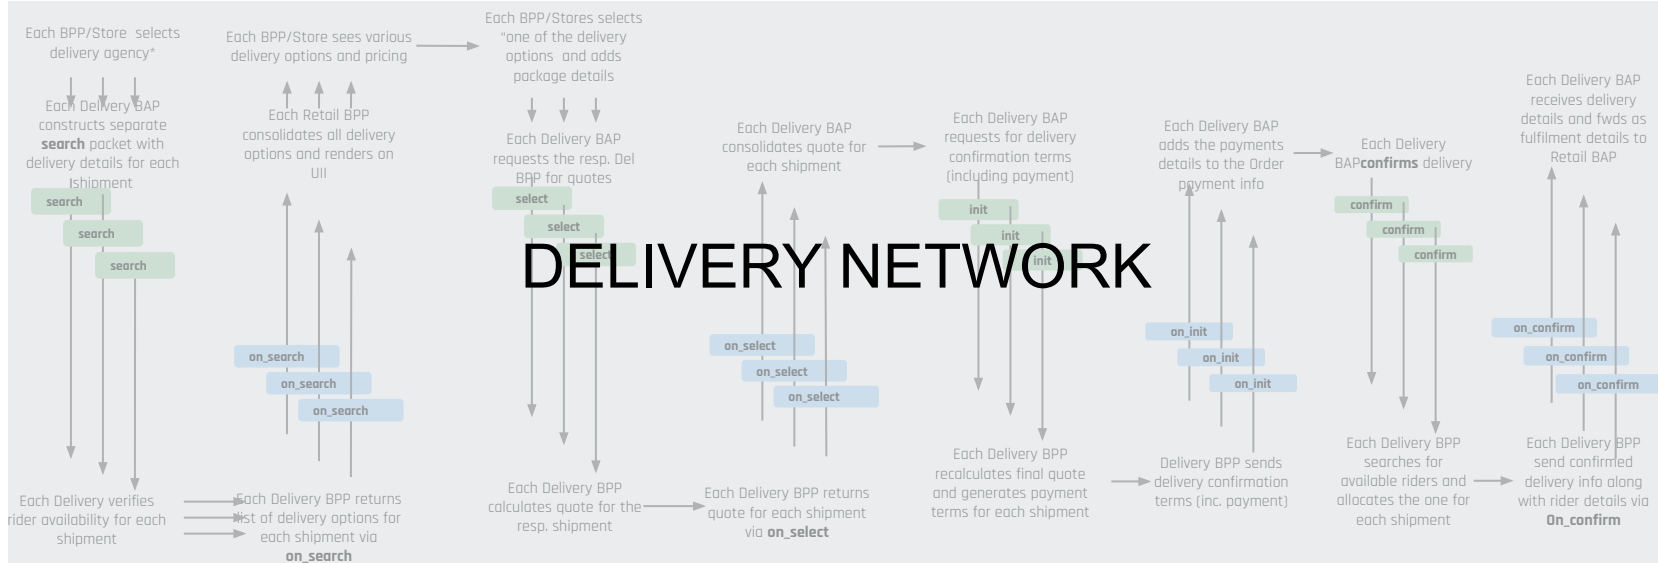 Each BPP/Store selects
delivery agency*
Each Delivery BAP
constructs separate
search packet with
delivery details for each
shipment
search
search
search
Each Delivery verifies
rider availability for each
shipment
Each BPP/Store sees various
delivery options and pricing
Each Retail BPP
consolidates all delivery
options and renders on
UII
on_search
on_search
on_search
Each Delivery BPP returns
list of delivery options for
each shipment via
on_search
Each BPP/Stores selects
"one of the delivery
options and adds
package details
Each Delivery BAP
requests the resp. Del
BPP for quotes
select
select
select
Each Delivery BPP
calculates quote for the
resp. shipment
DELIVERY NETWORK
Each Delivery BAP
consolidates quote for
each shipment
on_select
on_select
on_select
Each Delivery BPP returns
quote for each shipment
via on_select
Each Delivery BAP
requests for delivery
confirmation terms
(including payment)
init
init
init
Each Delivery BPP
recalculates final quote
and generates payment
terms for each shipment
Each Delivery BAP
adds the payments
details to the Order
payment info
on_init
on_init
on_init
Delivery BPP sends
delivery confirmation
terms (inc. payment)
Each Delivery
BAPconfirms delivery
confirm
confirm
confirm
Each Delivery BPP
searches for
available riders and
allocates the one for
each shipment
Each Delivery BAP
receives delivery
details and fwds as
fulfilment details to
Retail BAP
on_confirm
on_confirm
on_confirm
Each Delivery BPP
send confirmed
delivery info along
with rider details via
On_confirm